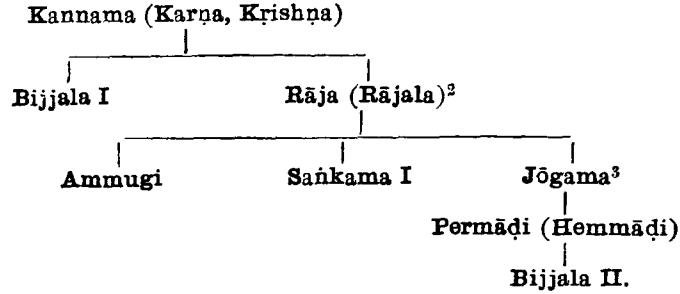 Kannama (Karṇa, Kṛishṇa)
Bijjala I Rāja (Rājala)²
Ammugi Saṅkama I Jōgama³
Permāḍi (Hemmāḍi)
Bijjala II.